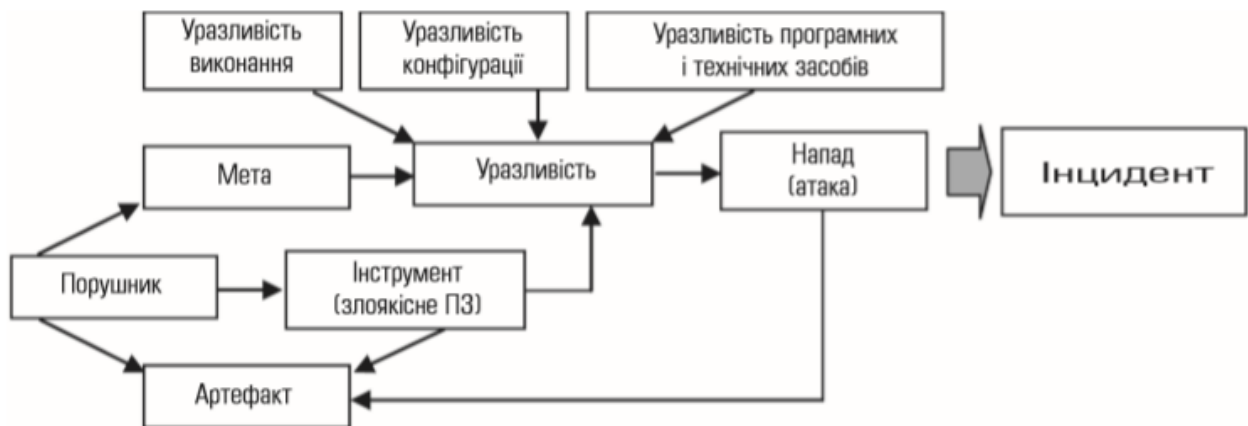 Уразливість
виконання
Уразливість
конфігурації
Уразливість програмних
і технічних засобів
Мета
Уразливість
Напад
(атака)
Інцидент
Порушник
Інструмент
(злоякісне ПЗ)
Артефакт